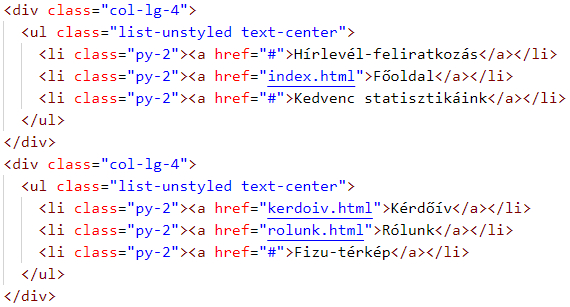 <div class="col-lg-4">
<ul class="list-unstyled text-center">
<li class="py-2"><a href="#">Hírlevél-feliratkozás</a></li>
<li class="py-2"><a href="index.html">Főoldal</a></li>
<li class="py-2"><a href="#">Kedvenc statisztikáink</a></li>
</ul>
</div>
<div class="col-lg-4">
<ul class="list-unstyled text-center">
<li class="py-2"><a href="kerdoiv.html">Kérdőív</a></li>
<li class="py-2"><a href="rolunk.html">Rólunk</a></li>
<li class="py-2"><a href="#">Fizu-térkép</a></li>
</ul>
</div>